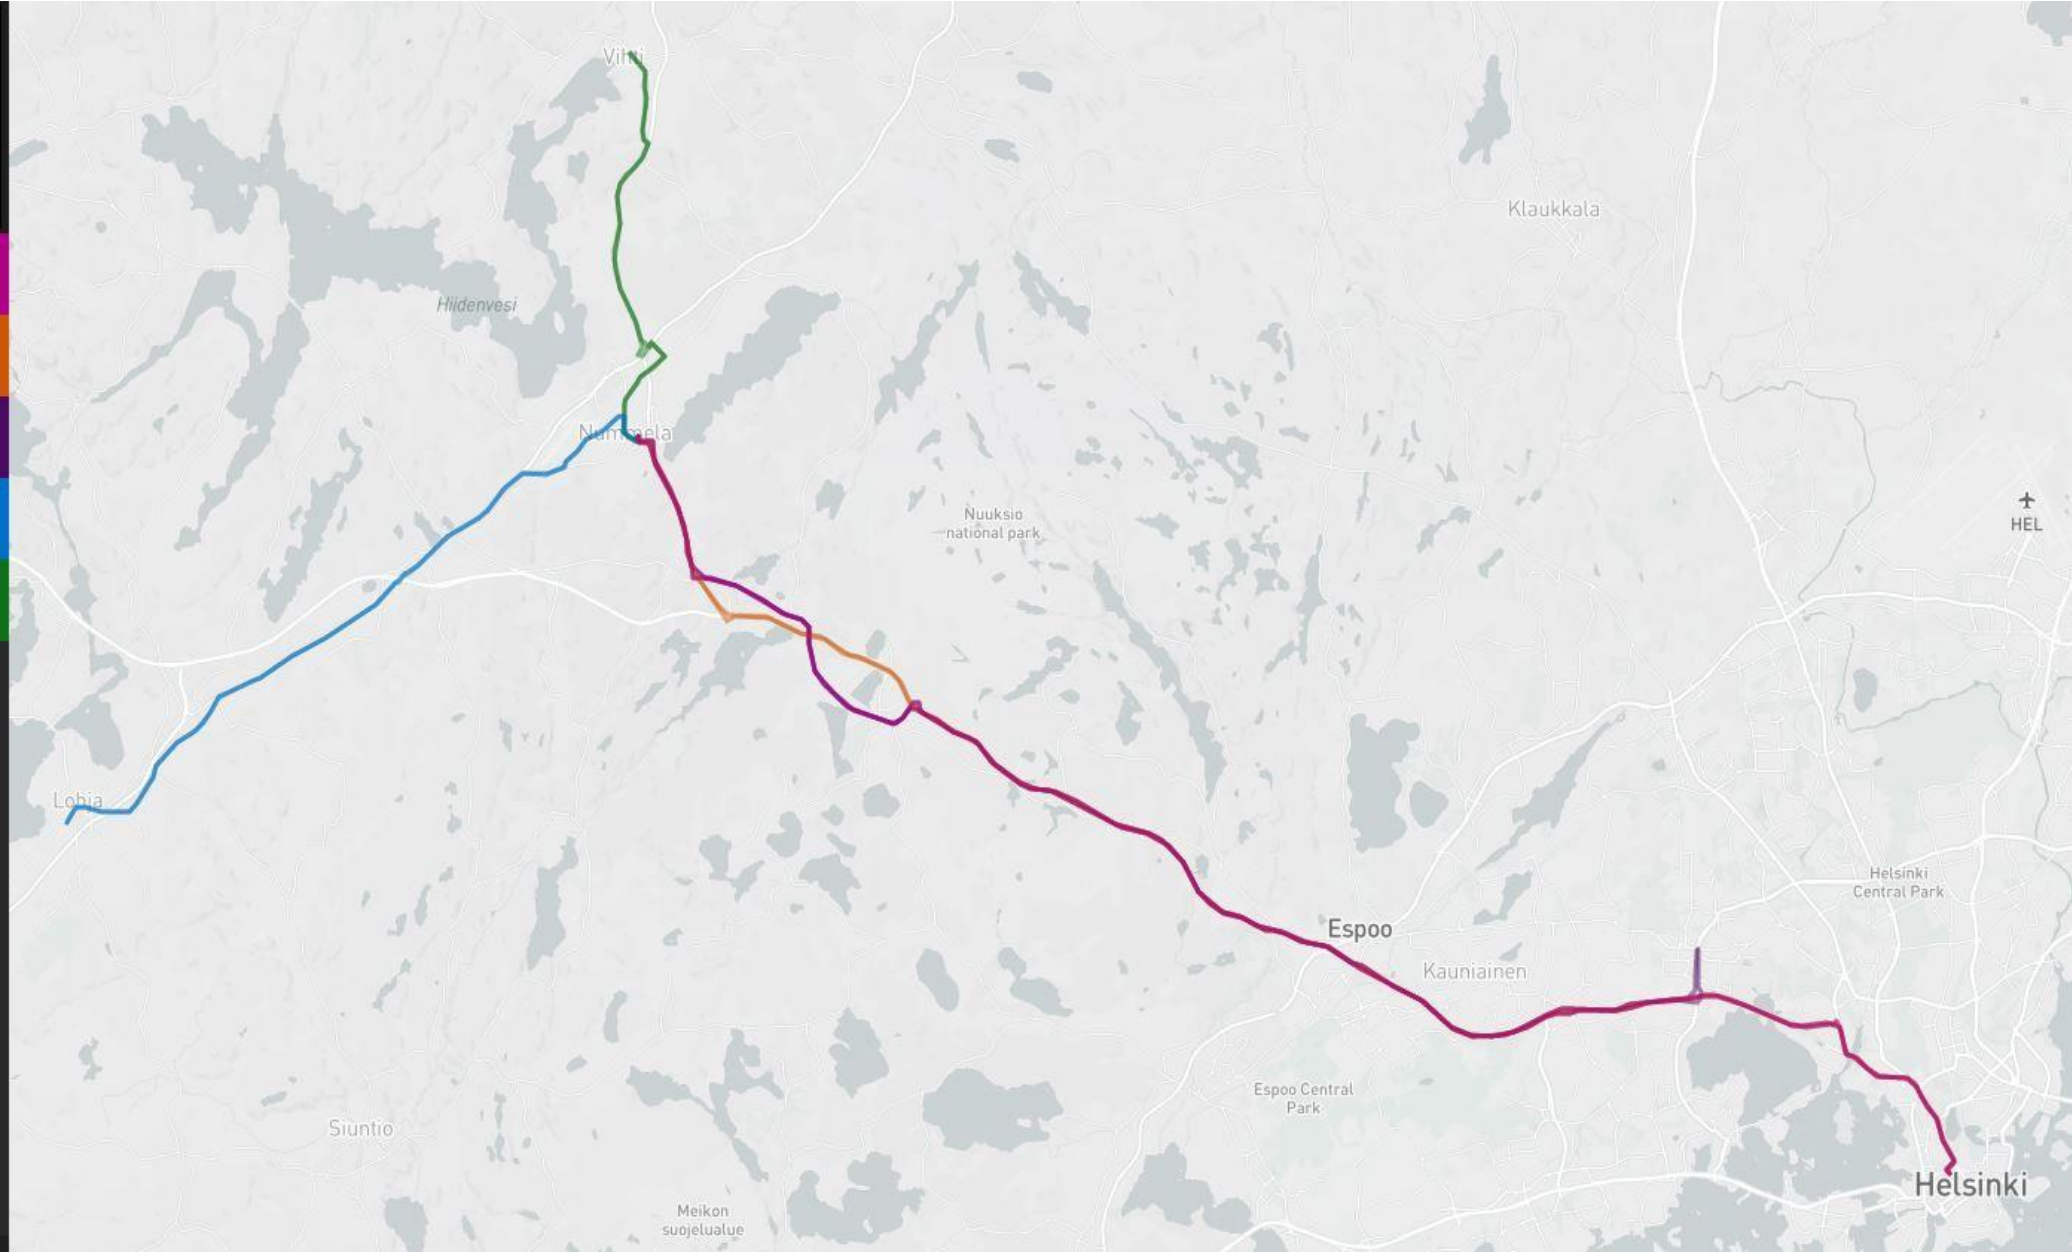 Vihti
Klaukkala
Hiidenvesi
Nummela
Nuuksio
national park
HEL
Lohja
Helsinki
Central Park
Espoo
Kauniainen
Espoo Central
Park
Siuntio
Helsinki
Meikon
suojelualue